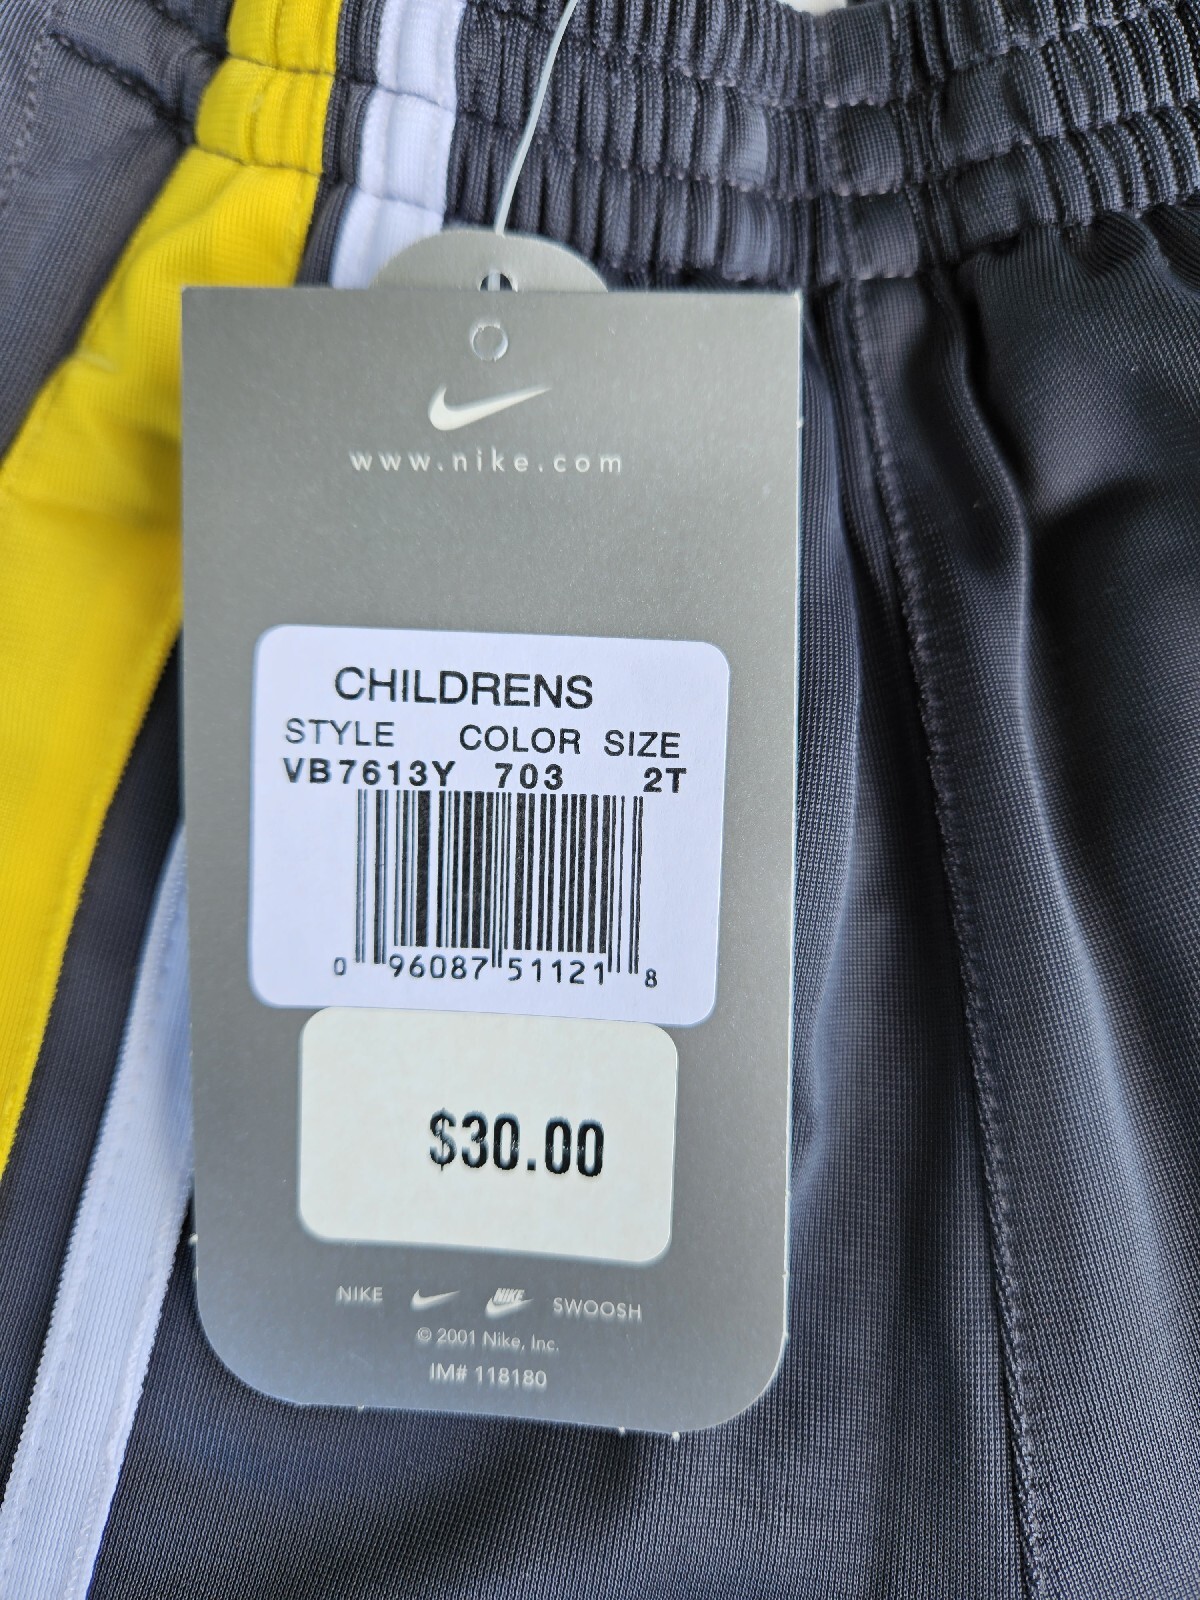 www.nike.com
CHILDRENS
STYLE COLOR SIZE
VB7613Y 703 2T
0 96087 51121 8
$30.00
NIKE NIKE SWOOSH
© 2001 Nike, Inc.
IM# 118180